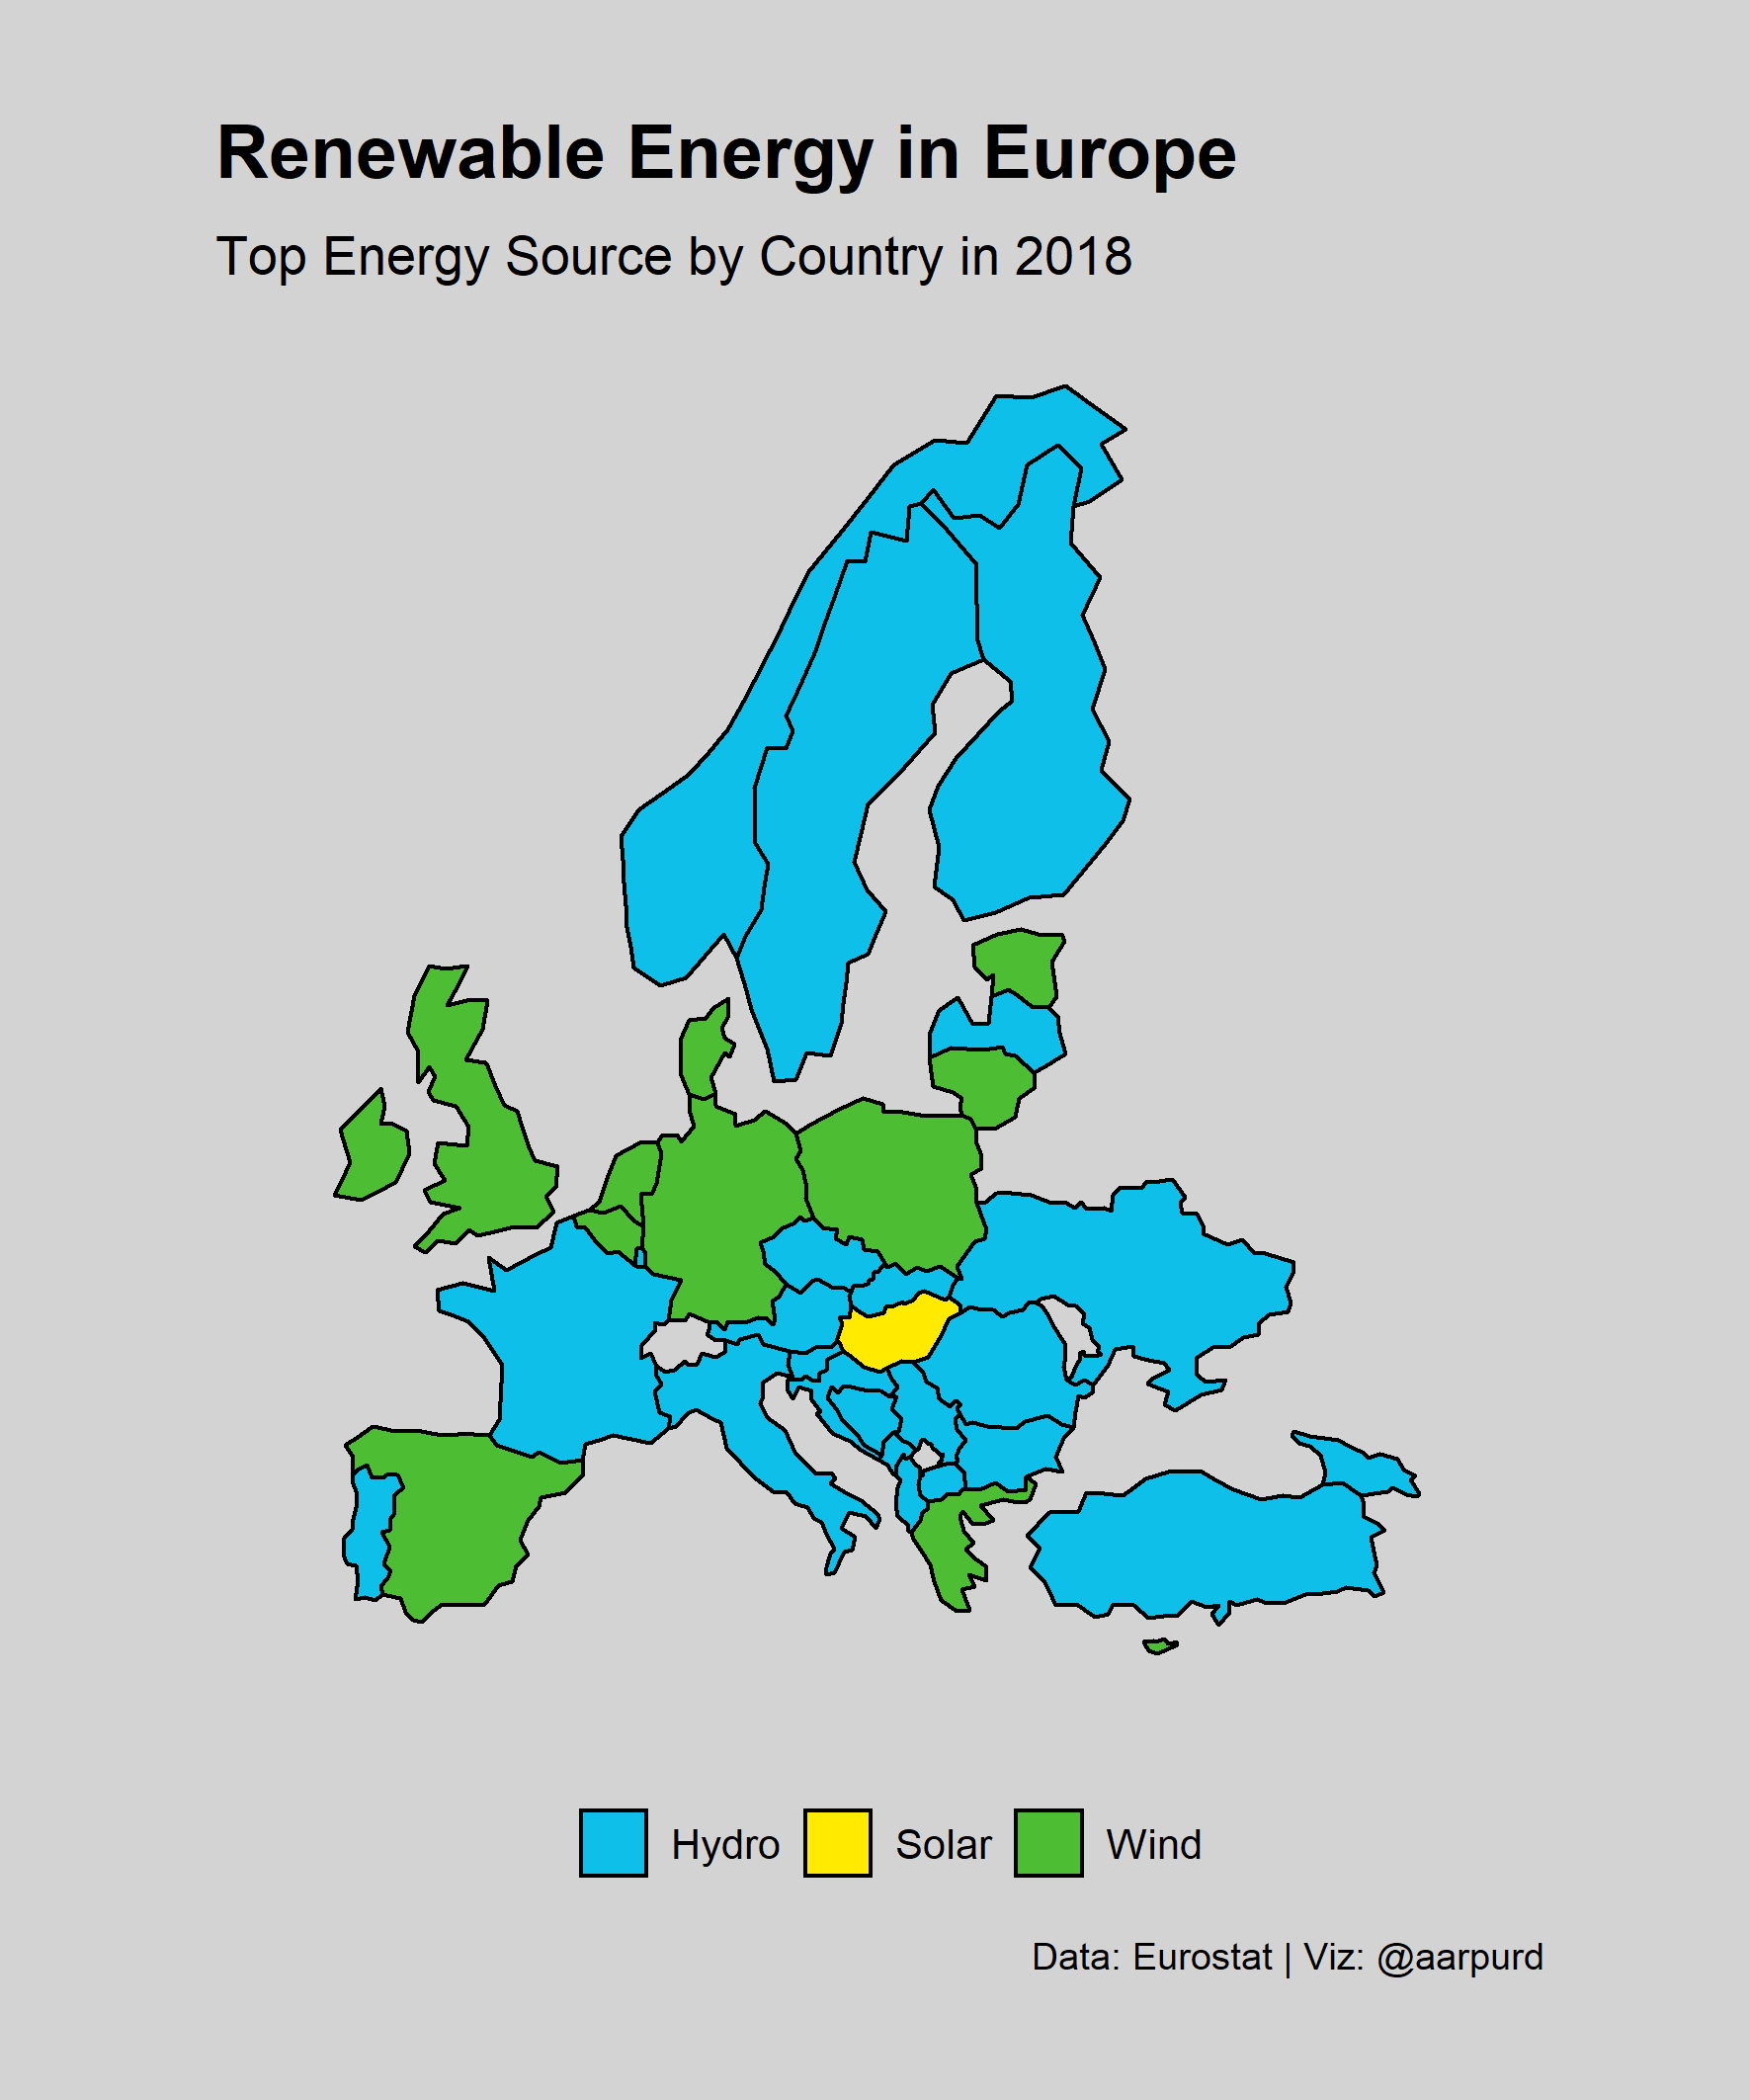 Renewable Energy in Europe
Top Energy Source by Country in 2018
Hydro Solar Wind
Data: Eurostat | Viz: @aarpurd